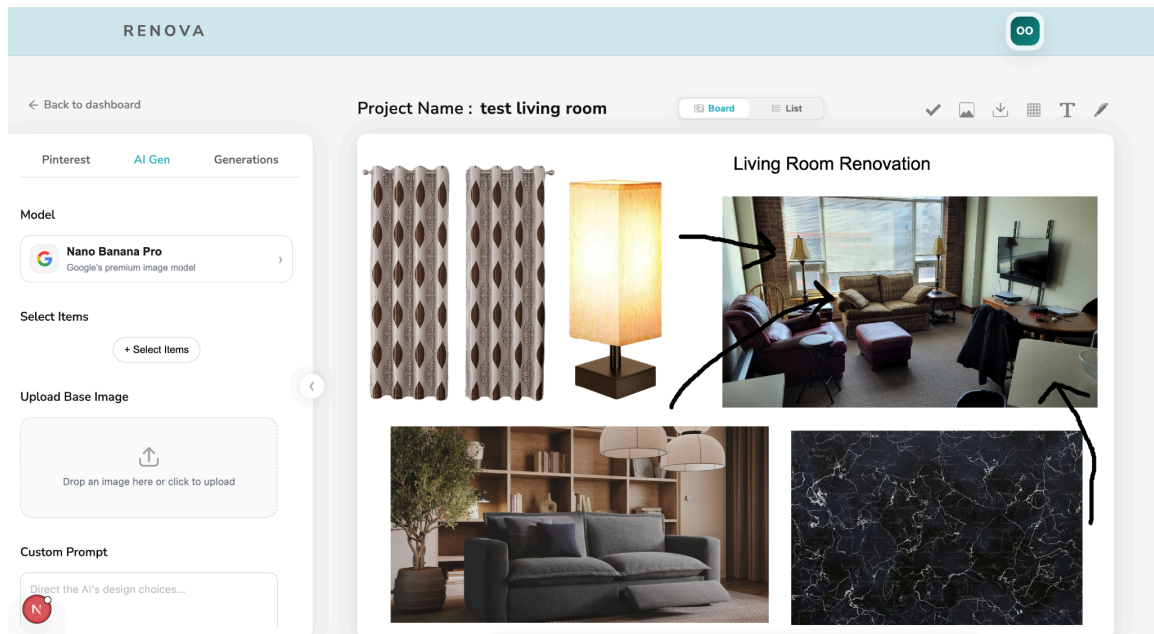 RENOVA
OO
← Back to dashboard
Project Name : test living room
Board
List
T
Pinterest
AI Gen
Generations
Living Room Renovation
Model
G
Nano Banana Pro
Google's premium image model
Select Items
+ Select Items
Upload Base Image
Drop an image here or click to upload
Custom Prompt
Direct the AI's design choices...
N